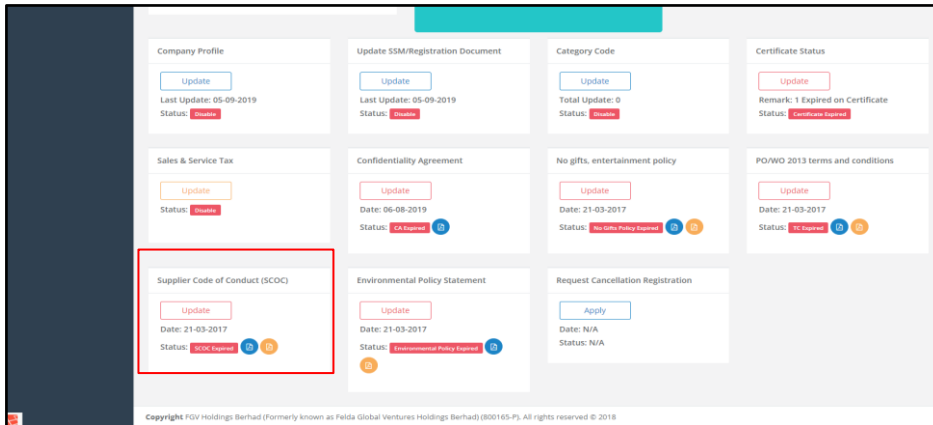 Company Profile
Update
Last Update: 05-09-2019
Status: Disable
Update SSM/Registration Document
Update
Last Update: 05-09-2019
Status: Disable
Category Code
Update
Total Update: 0
Status: Disable
Certificate Status
Update
Remark: 1 Expired on Certificate
Status: Certificate Expired
Sales & Service Tax
Update
Status: Disable
Confidentiality Agreement
Update
Date: 06-08-2019
Status: CA Expired
No gifts, entertainment policy
Update
Date: 21-03-2017
Status: No Gifts Policy Expired
PO/WO 2013 terms and conditions
Update
Date: 21-03-2017
Status: TC Expired
Supplier Code of Conduct (SCOC)
Update
Date: 21-03-2017
Status: SCOC Expired
Environmental Policy Statement
Update
Date: 21-03-2017
Status: Environmental Policy Expired
Request Cancellation Registration
Apply
Date: N/A
Status: N/A
Copyright FGV Holdings Berhad (Formerly known as Felda Global Ventures Holdings Berhad) (800165-P). All rights reserved © 2018